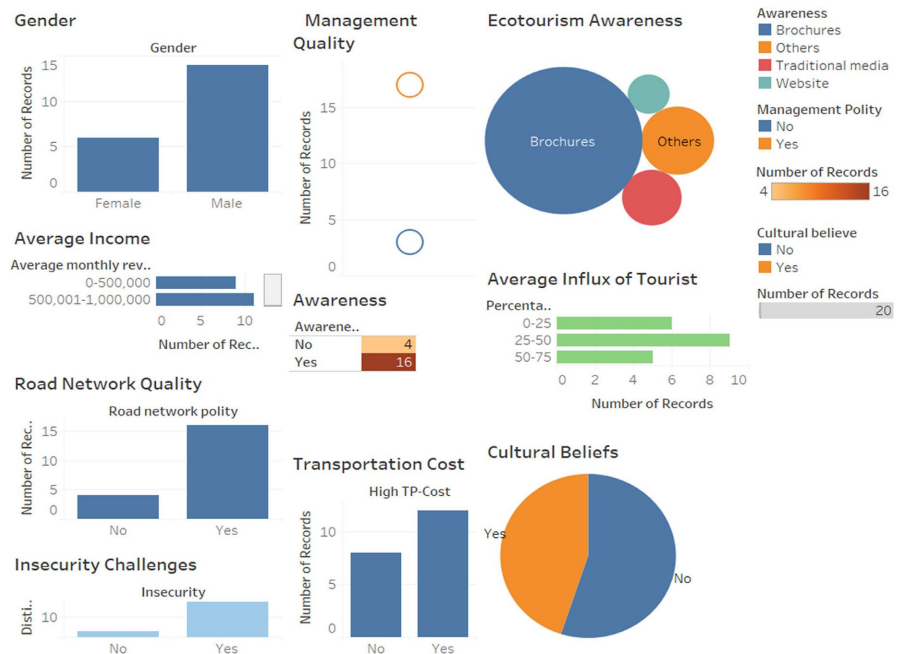 Gender
Gender
Number of Records
15
10
5
0
Female
Male
Average Income
Average monthly rev..
0-500,000
500,001-1,000,000
0
5
10
Number of Rec..
Road Network Quality
Road network polity
Number of Rec..
15
10
5
0
No
Yes
Insecurity Challenges
Insecurity
Disti..
10
No
Yes
Management
Quality
Number of Records
15
10
5
0
Awareness
Awarene..
No 4
Yes 16
Transportation Cost
High TP-Cost
Number of Records
10
5
0
No
Yes
Ecotourism Awareness
Brochures
Others
Average Influx of Tourist
Percenta..
0-25
25-50
50-75
0
2
4
6
8
10
Number of Records
Cultural Beliefs
Yes
No
Awareness
Brochures
Others
Traditional media
Website
Management Polity
No
Yes
Number of Records
4 16
Cultural believe
No
Yes
Number of Records
20